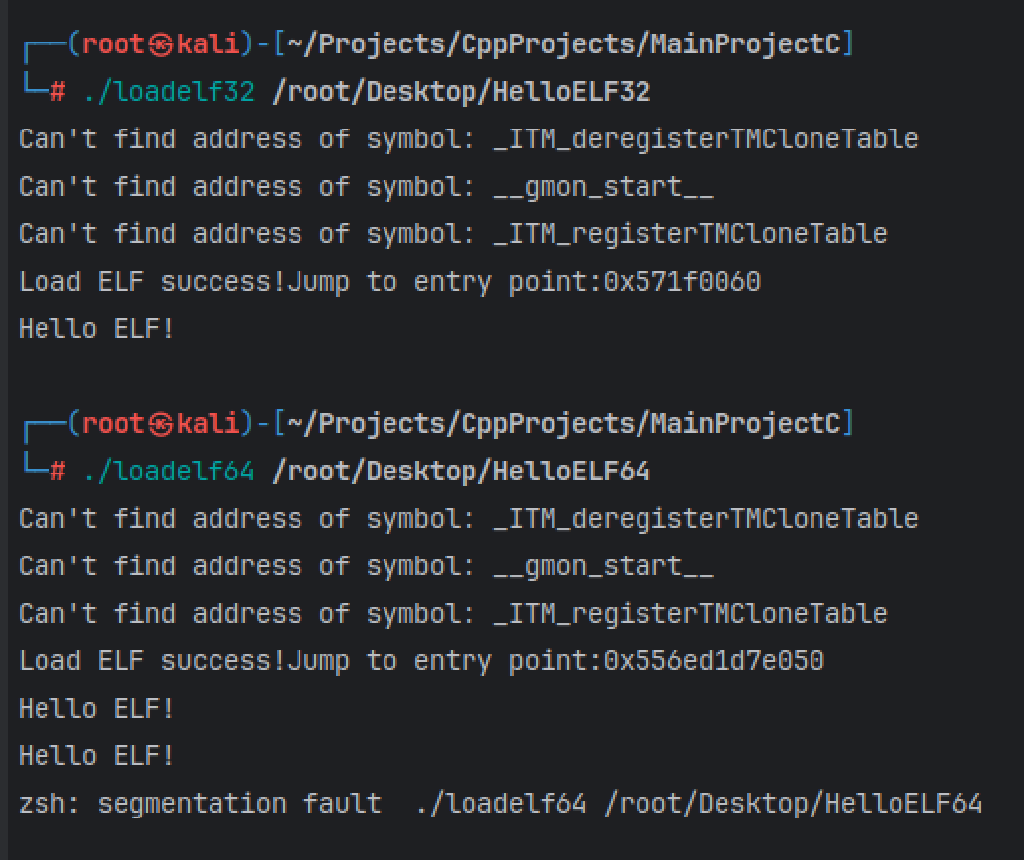 ┌──(root㉿kali)-[~/Projects/CppProjects/MainProjectC]
└─# ./loadelf32 /root/Desktop/HelloELF32
Can't find address of symbol: _ITM_deregisterTMCloneTable
Can't find address of symbol: __gmon_start__
Can't find address of symbol: _ITM_registerTMCloneTable
Load ELF success!Jump to entry point:0x571f0060
Hello ELF!
┌──(root㉿kali)-[~/Projects/CppProjects/MainProjectC]
└─# ./loadelf64 /root/Desktop/HelloELF64
Can't find address of symbol: _ITM_deregisterTMCloneTable
Can't find address of symbol: __gmon_start__
Can't find address of symbol: _ITM_registerTMCloneTable
Load ELF success!Jump to entry point:0x556ed1d7e050
Hello ELF!
Hello ELF!
zsh: segmentation fault  ./loadelf64 /root/Desktop/HelloELF64